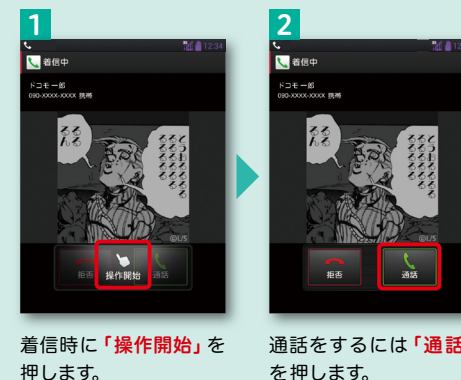 1
12:34
着信中
ドコモ一郎
090-XXXX-XXXX 携帯
©L/S
拒否
操作開始
通話
着信時に「操作開始」を
押します。
2
着信中
ドコモ一郎
090-XXXX-XXXX 携帯
©L/S
拒否
通話
通話をするには「通話
を押します。